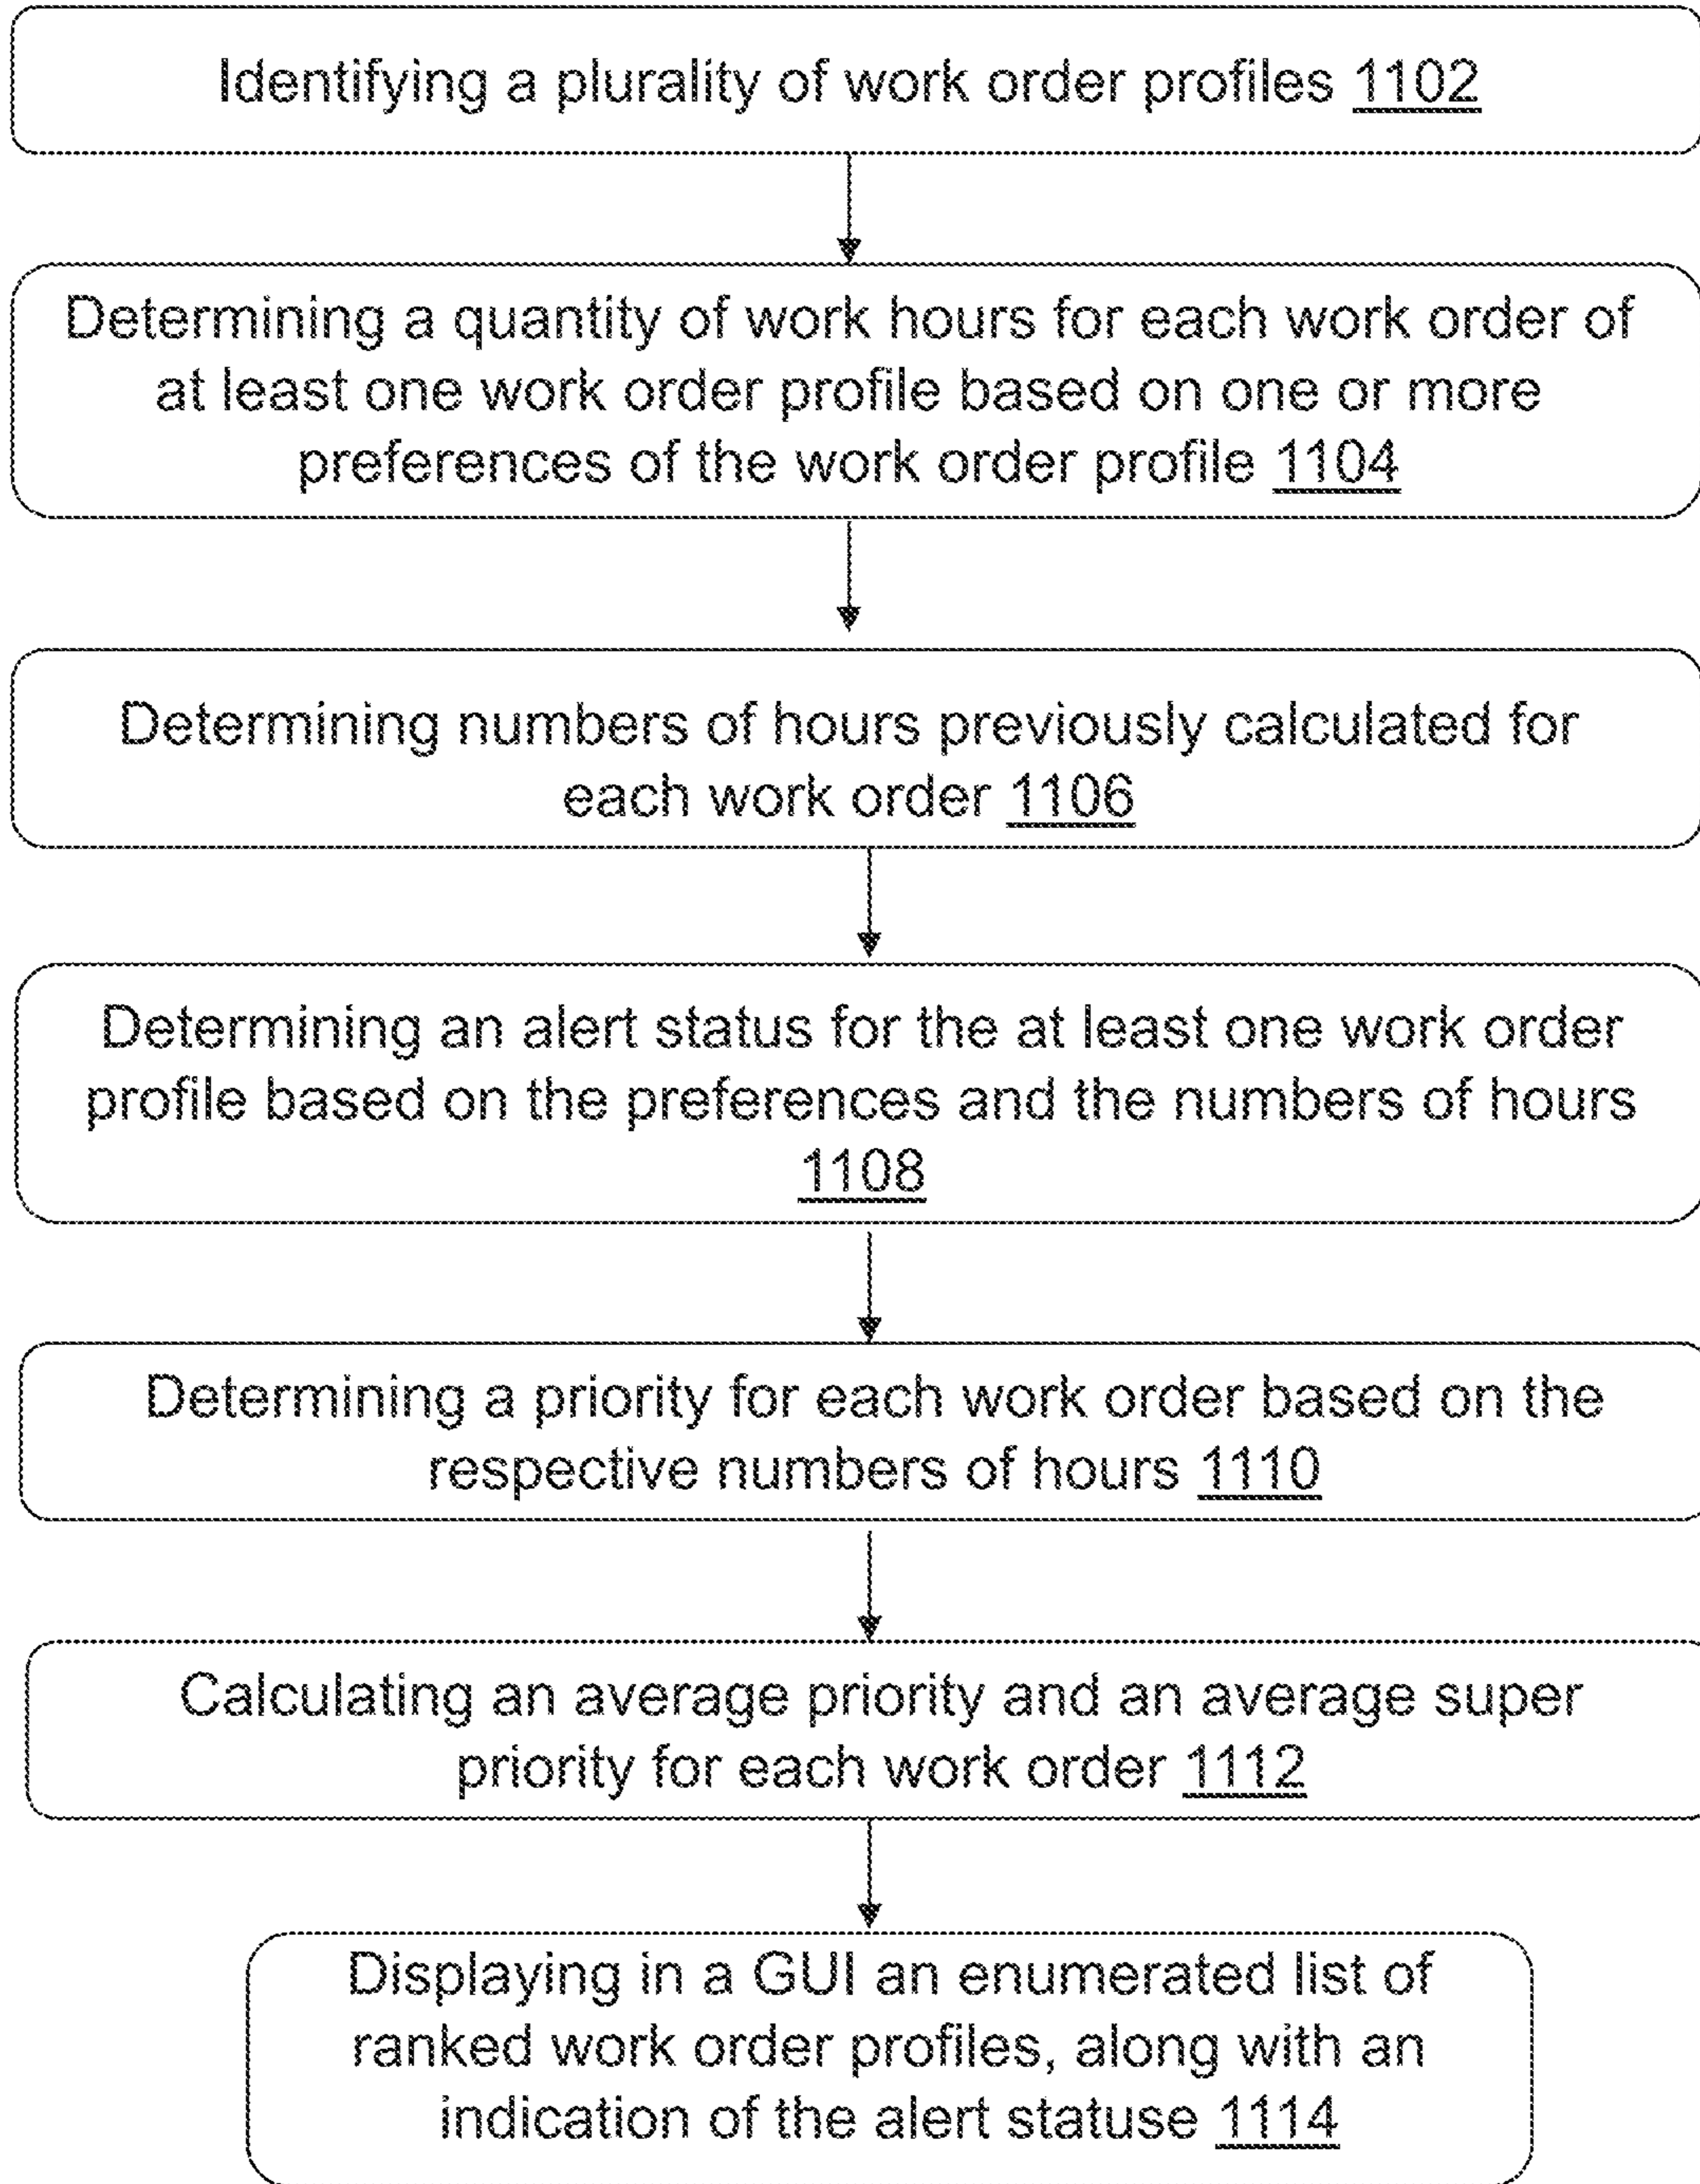 Identifying a plurality of work order profiles 1102
Determining a quantity of work hours for each work order of
at least one work order profile based on one or more
preferences of the work order profile 1104
Determining numbers of hours previously calculated for
each work order 1106
Determining an alert status for the at least one work order
profile based on the preferences and the numbers of hours
1108
Determining a priority for each work order based on the
respective numbers of hours 1110
Calculating an average priority and an average super
priority for each work order 1112
Displaying in a GUI an enumerated list of
ranked work order profiles, along with an
indication of the alert statuse 1114